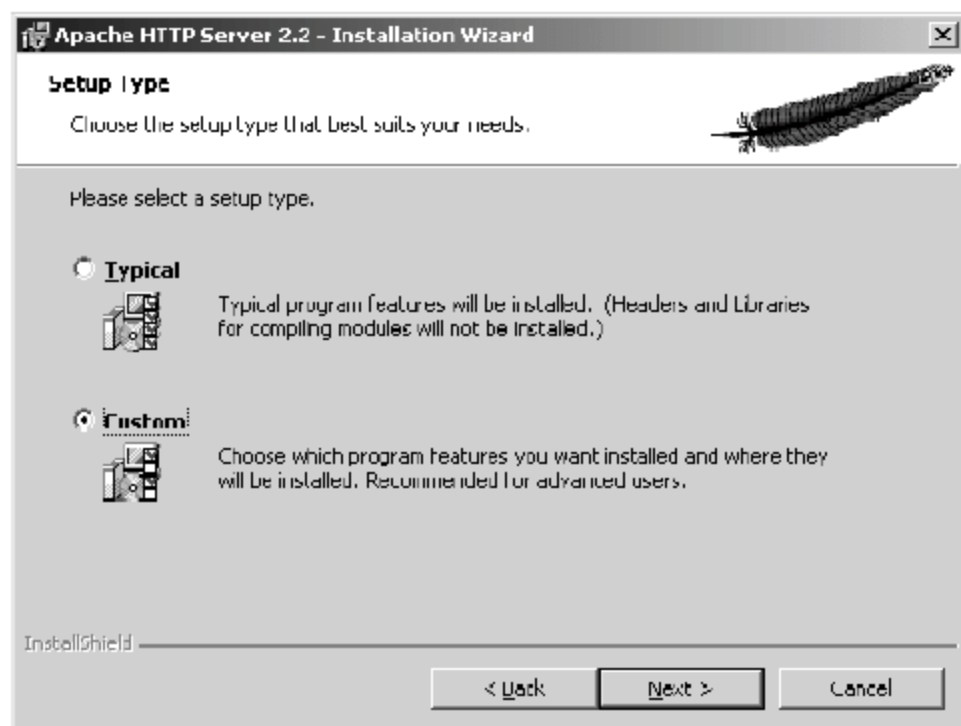 Apache HTTP Server 2.2 - Installation Wizard
Setup Type
Choose the setup type that best suits your needs.
Please select a setup type.
Typical
Typical program features will be installed. (Headers and Libraries
for compiling modules will not be installed.)
Custom
Choose which program features you want installed and where they
will be installed. Recommended for advanced users.
InstallShield
< Back
Next >
Cancel